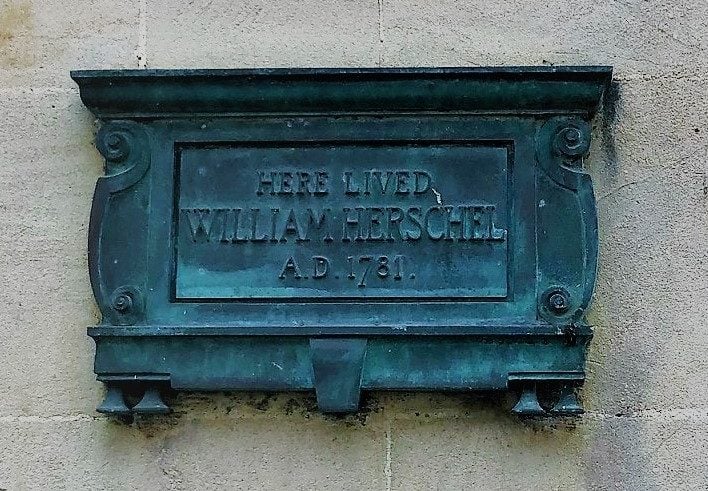 HERE LIVED
WILLIAM HERSCHEL
A.D. 1781.